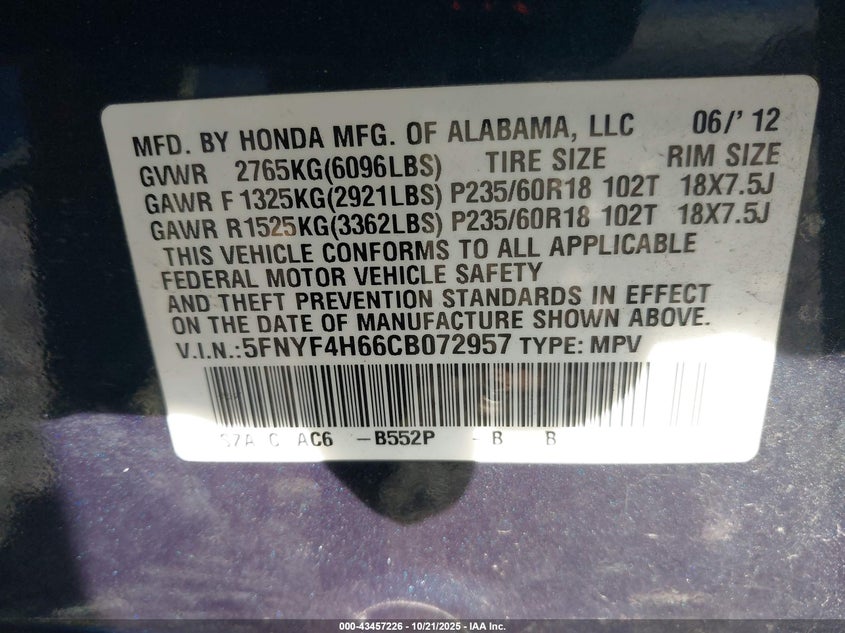 MFD. BY HONDA MFG. OF ALABAMA, LLC 06/'12
GVWR 2765KG(6096LBS) TIRE SIZE RIM SIZE
GAWR F 1325KG(2921LBS) P235/60R18 102T 18X7.5J
GAWR R 1525KG(3362LBS) P235/60R18 102T 18X7.5J
THIS VEHICLE CONFORMS TO ALL APPLICABLE
FEDERAL MOTOR VEHICLE SAFETY
AND THEFT PREVENTION STANDARDS IN EFFECT
ON THE DATE OF MANUFACTURE SHOWN ABOVE.
V.I.N.:5FNYF4H66CB072957 TYPE: MPV
C AC6 -B552P - B B
000-43457226 - 10/21/2025 - IAA Inc.